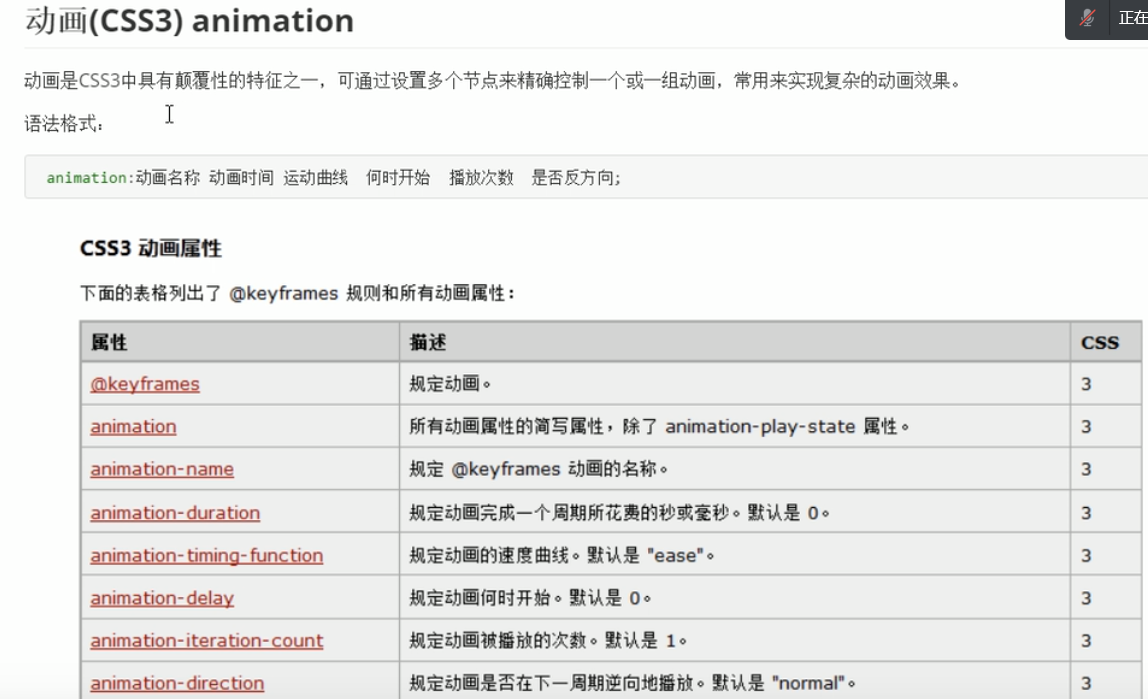 动画(CSS3) animation
正在
动画是CSS3中具有颠覆性的特征之一，可通过设置多个节点来精确控制一个或一组动画，常用来实现复杂的动画效果。
语法格式：
animation:动画名称 动画时间 运动曲线 何时开始 播放次数 是否反方向;
CSS3 动画属性
下面的表格列出了 @keyframes 规则和所有动画属性：
属性 描述 CSS
@keyframes 规定动画。 3
animation 所有动画属性的简写属性，除了 animation-play-state 属性。 3
animation-name 规定 @keyframes 动画的名称。 3
animation-duration 规定动画完成一个周期所花费的秒或毫秒。默认是 0。 3
animation-timing-function 规定动画的速度曲线。默认是 "ease"。 3
animation-delay 规定动画何时开始。默认是 0。 3
animation-iteration-count 规定动画被播放的次数。默认是 1。 3
animation-direction 规定动画是否在下一周期逆向地播放。默认是 "normal"。 3